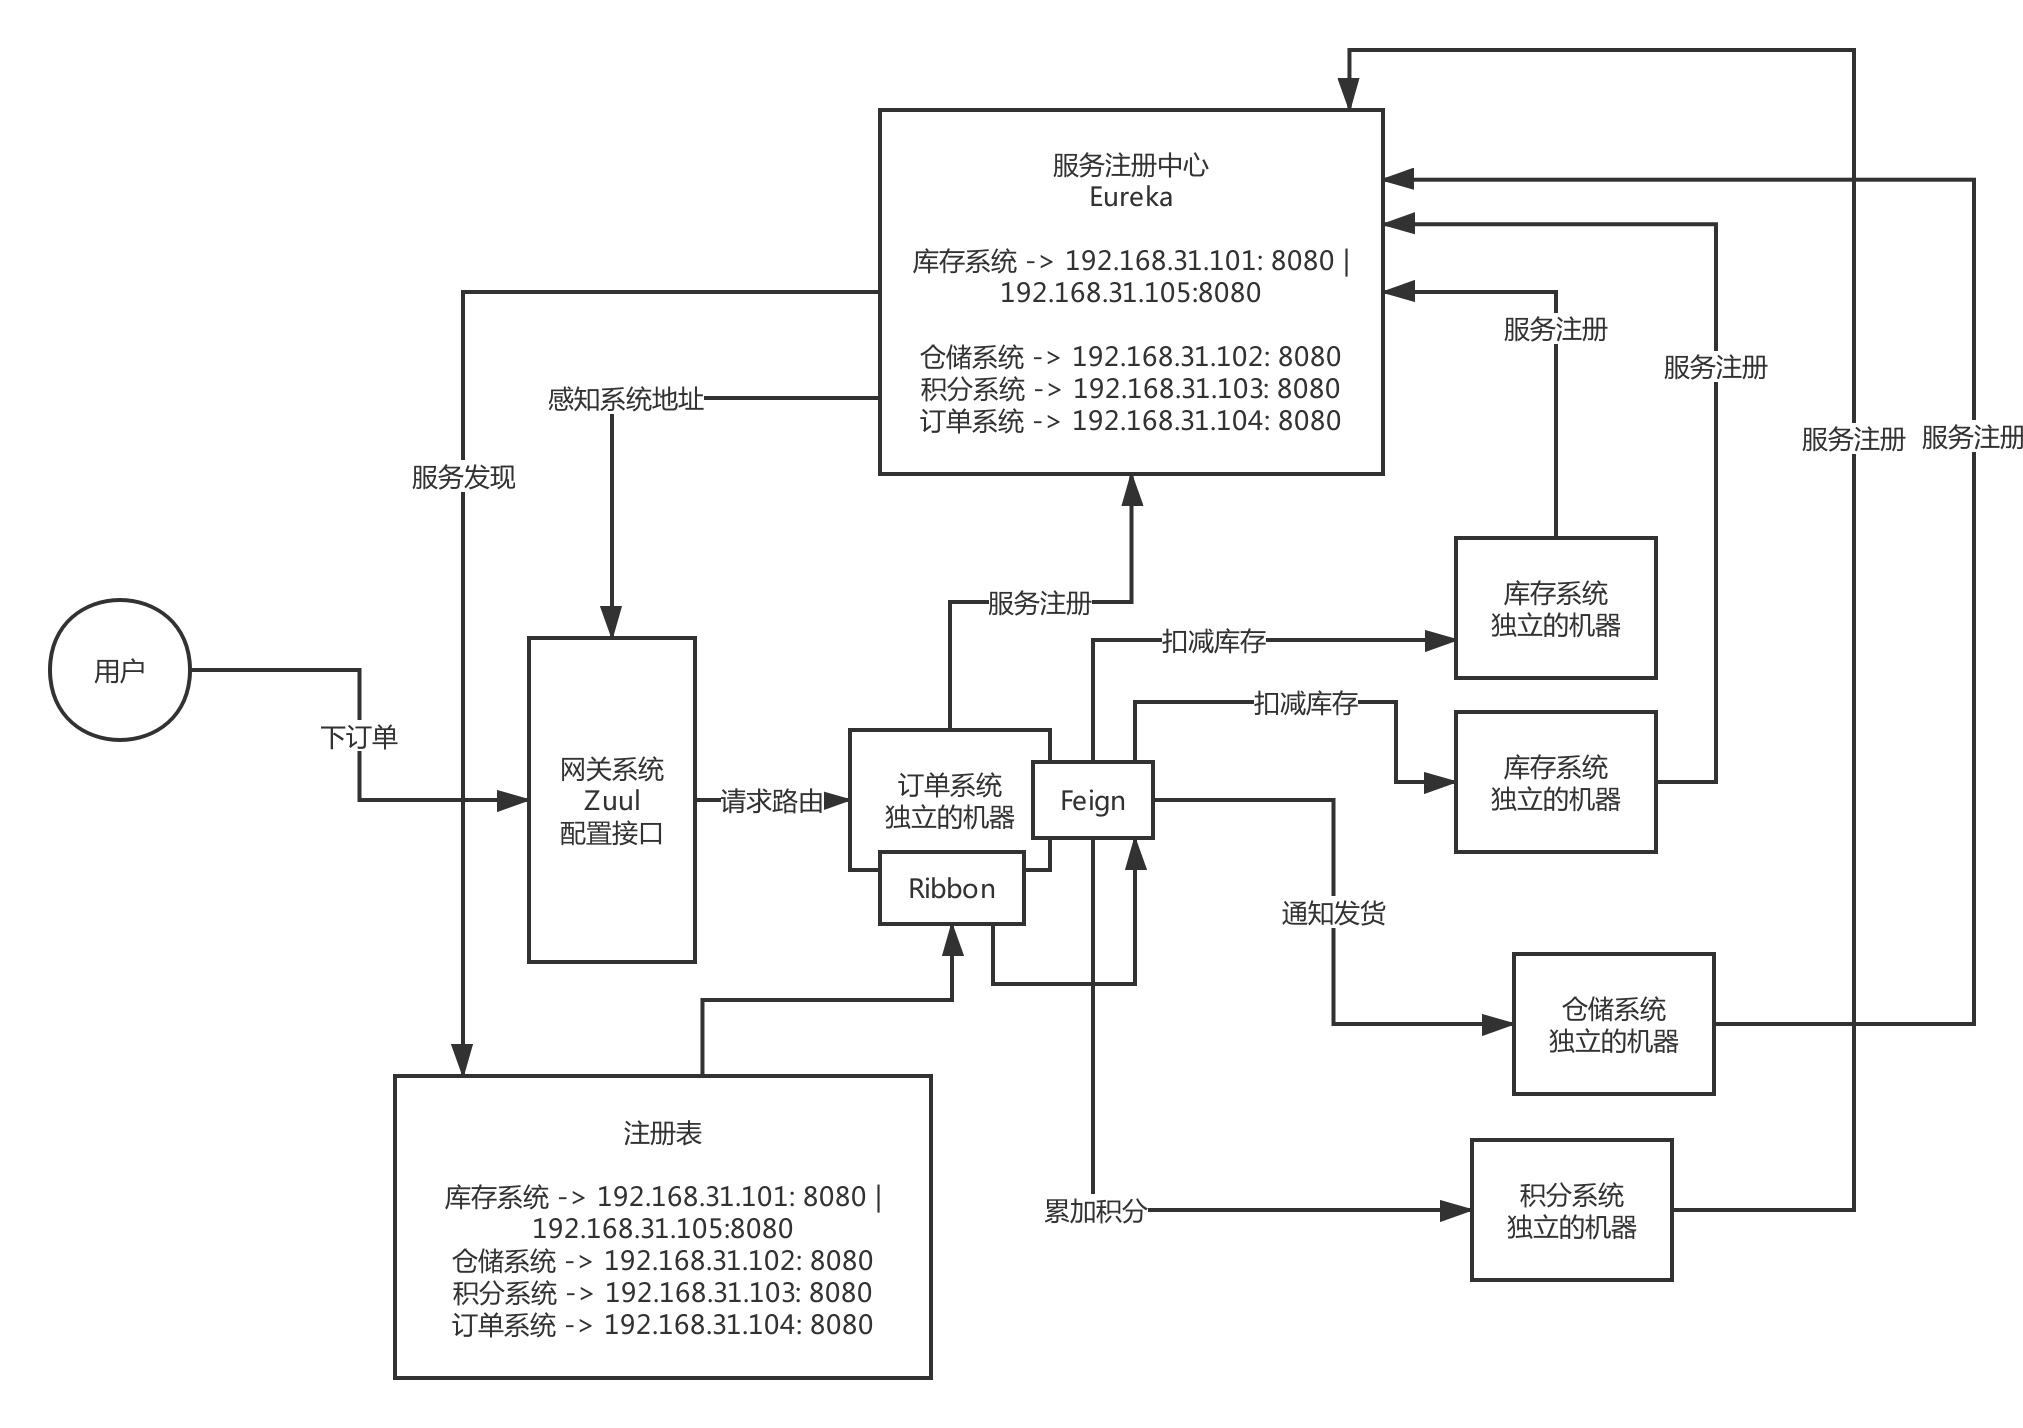 服务注册中心
Eureka
库存系统 -> 192.168.31.101: 8080 |
192.168.31.105:8080
仓储系统 -> 192.168.31.102: 8080
积分系统 -> 192.168.31.103: 8080
订单系统 -> 192.168.31.104: 8080
服务注册
服务注册
服务注册
服务注册
感知系统地址
服务发现
服务注册
用户
下订单
网关系统
Zuul
配置接口
请求路由
订单系统
独立的机器
Feign
Ribbon
扣减库存
扣减库存
库存系统
独立的机器
库存系统
独立的机器
通知发货
仓储系统
独立的机器
累加积分
积分系统
独立的机器
注册表
库存系统 -> 192.168.31.101: 8080 |
192.168.31.105:8080
仓储系统 -> 192.168.31.102: 8080
积分系统 -> 192.168.31.103: 8080
订单系统 -> 192.168.31.104: 8080